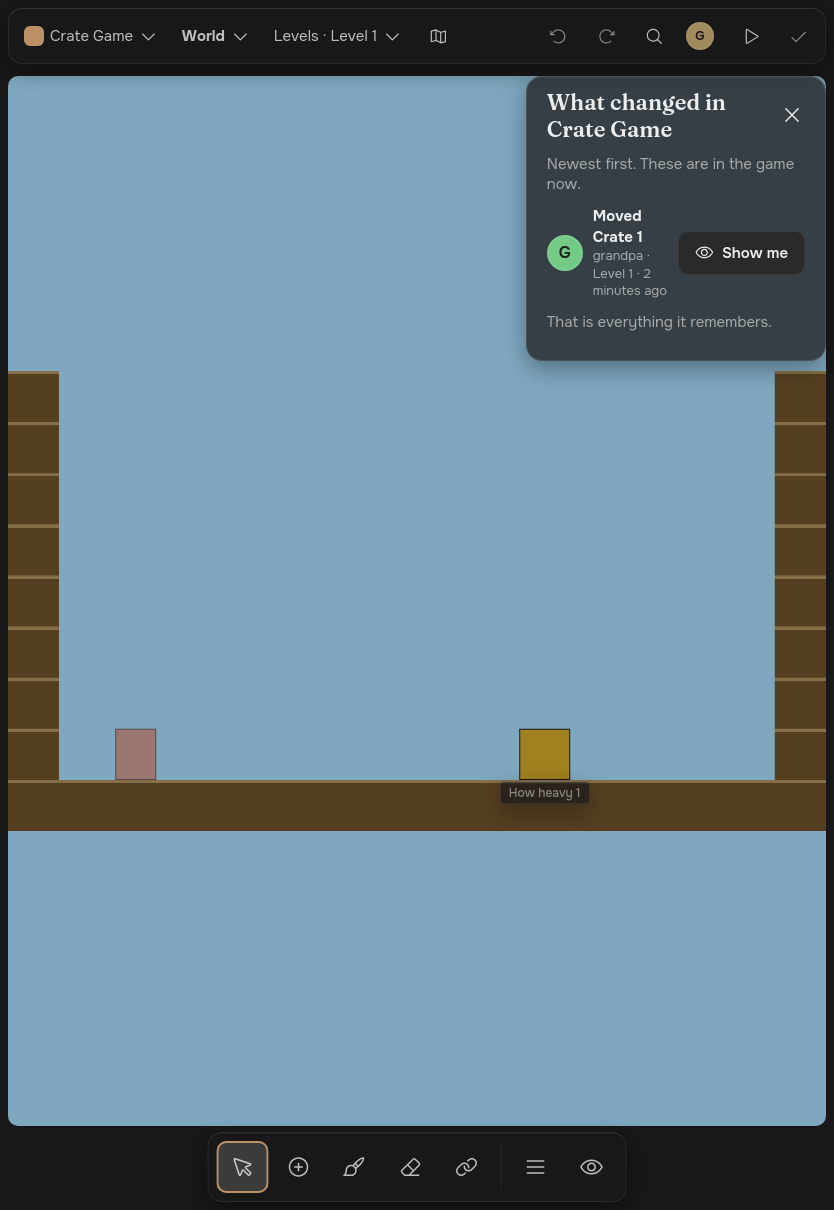 Crate Game
World
Levels · Level 1
G
What changed in
Crate Game
Newest first. These are in the game
now.
G
Moved
Crate 1
grandpa ·
Level 1 · 2
minutes ago
Show me
That is everything it remembers.
How heavy 1